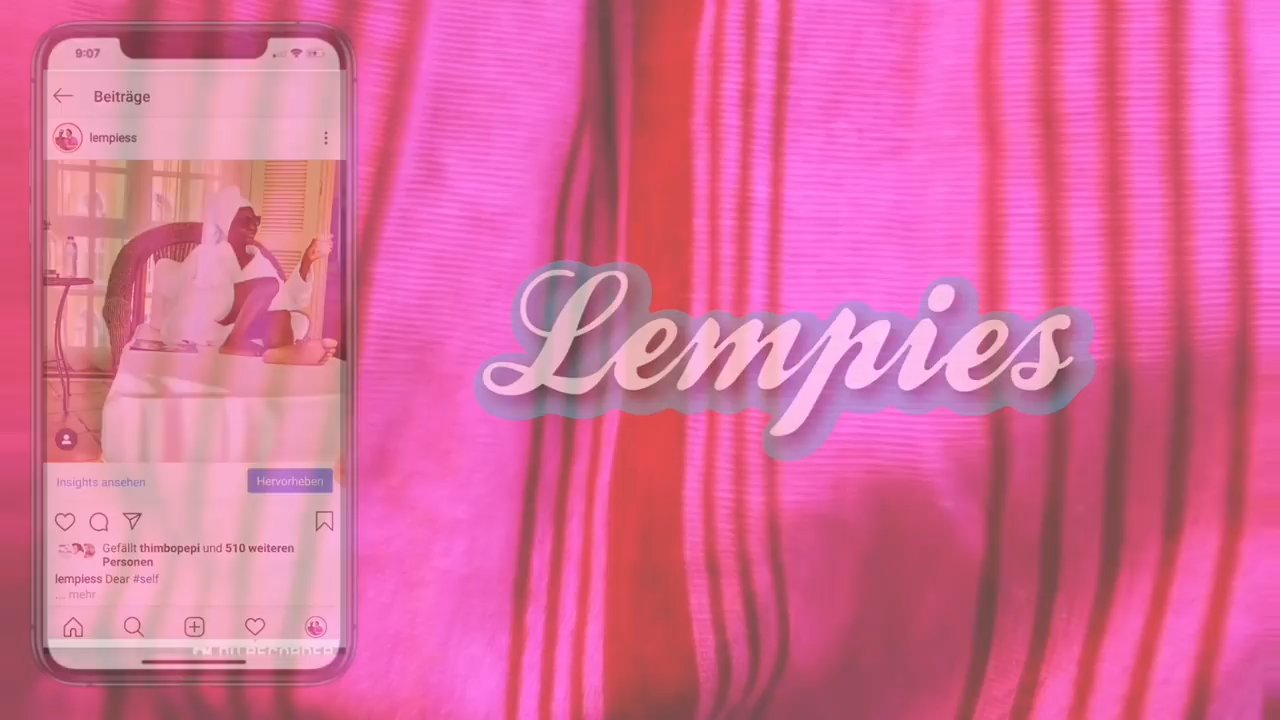 9:07
Beiträge
lempiess
Insights ansehen
Hervorheben
Gefällt thimbopepi und 510 weiteren
Personen
lempiess Dear #self
... mehr
Lempies